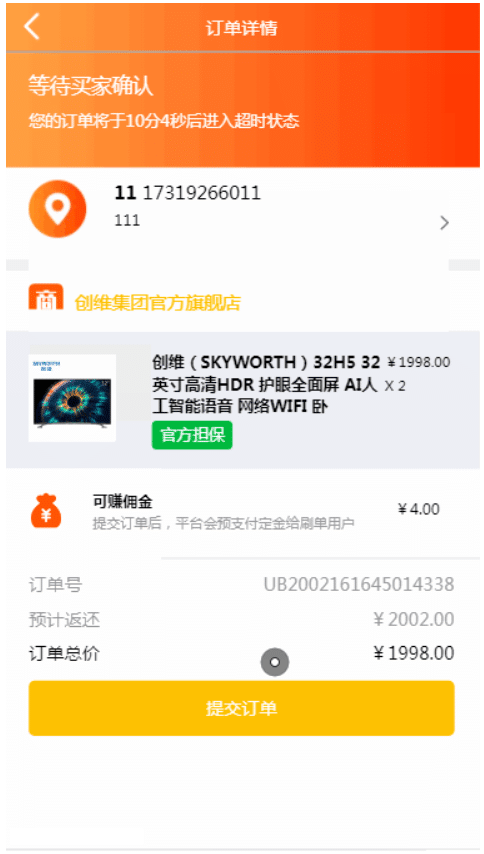 订单详情
等待买家确认
您的订单将于10分4秒后进入超时状态
11 17319266011
111
商 创维集团官方旗舰店
创维（SKYWORTH）32H5 32 ￥1998.00
英寸高清HDR 护眼全面屏 AI人 X 2
工智能语音 网络WIFI 卧
官方担保
可赚佣金 ￥4.00
提交订单后，平台会预支付定金给刷单用户
订单号 UB2002161645014338
预计返还 ￥2002.00
订单总价 ￥1998.00
提交订单